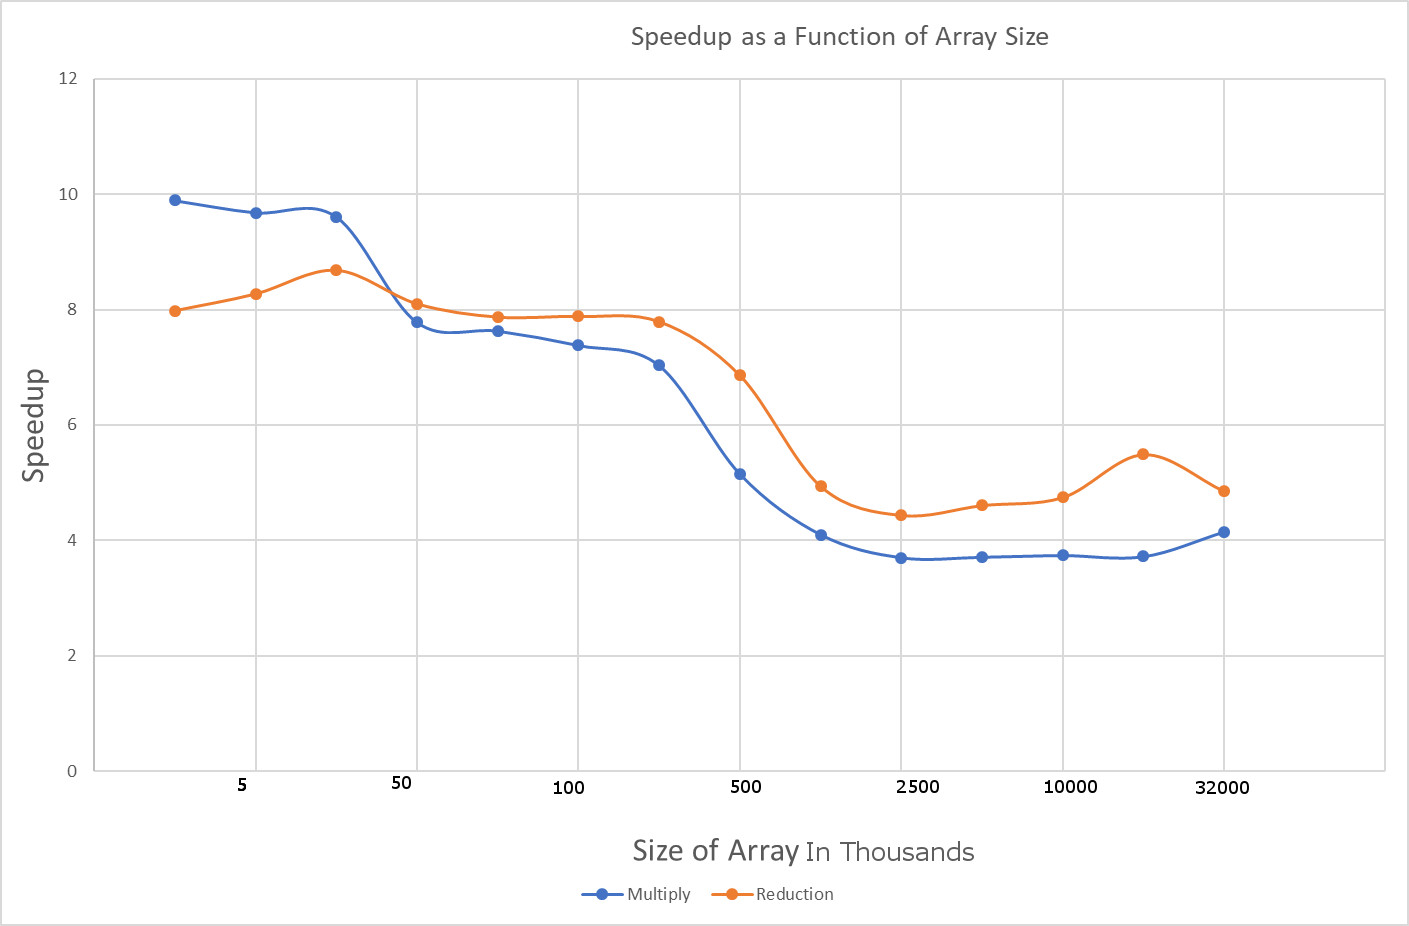 Speedup as a Function of Array Size
12
10
8
6
4
2
0
Speedup
5 50 100 500 2500 10000 32000
Size of Array In Thousands
Multiply Reduction